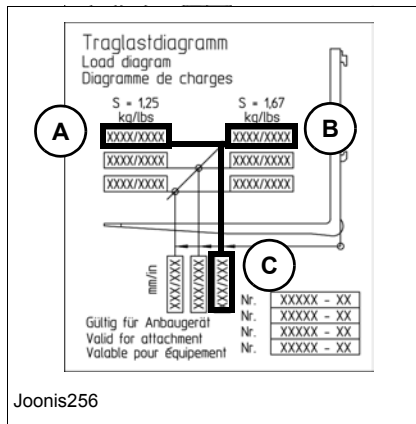 Traglastdiagramm
Load diagram
Diagramme de charges
S = 1,25 S = 1,67
kg/lbs kg/lbs
A XXXX/XXXX XXXX/XXXX B
XXXX/XXXX XXXX/XXXX
XXXX/XXXX XXXX/XXXX
C
mm/in XXX/XXX XXX/XXX XXX/XXX
Nr. XXXXX - XX
Nr. XXXXX - XX
Nr. XXXXX - XX
Nr. XXXXX - XX
Gültig für Anbaugerät
Valid for attachment
Valable pour équipement
Joonis256